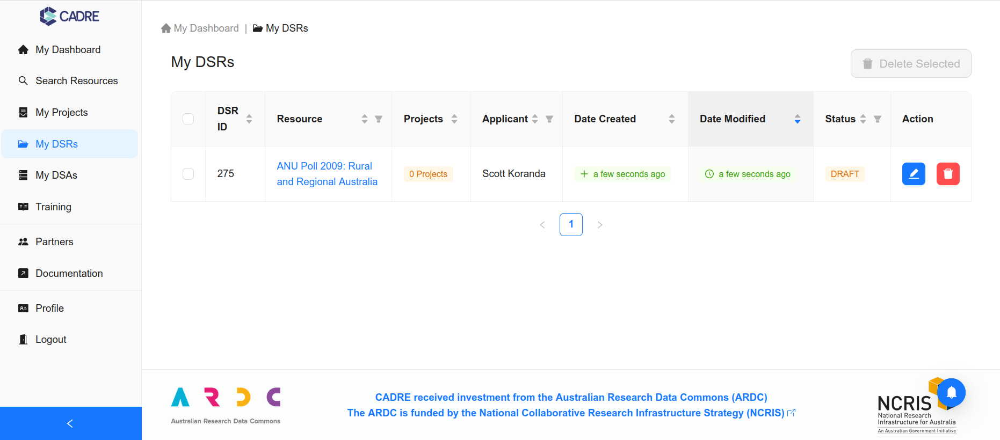 CADRE
My Dashboard
Search Resources
My Projects
My DSRs
My DSAs
Training
Partners
Documentation
Profile
Logout
My Dashboard | My DSRs
My DSRs
Delete Selected
DSR ID
Resource
Projects
Applicant
Date Created
Date Modified
Status
Action
275
ANU Poll 2009: Rural
and Regional Australia
0 Projects
Scott Koranda
a few seconds ago
a few seconds ago
DRAFT
1
ARDC
Australian Research Data Commons
CADRE received investment from the Australian Research Data Commons (ARDC)
The ARDC is funded by the National Collaborative Research Infrastructure Strategy (NCRIS)
NCRIS
National Research
Infrastructure for Australia
An Australian Government Initiative